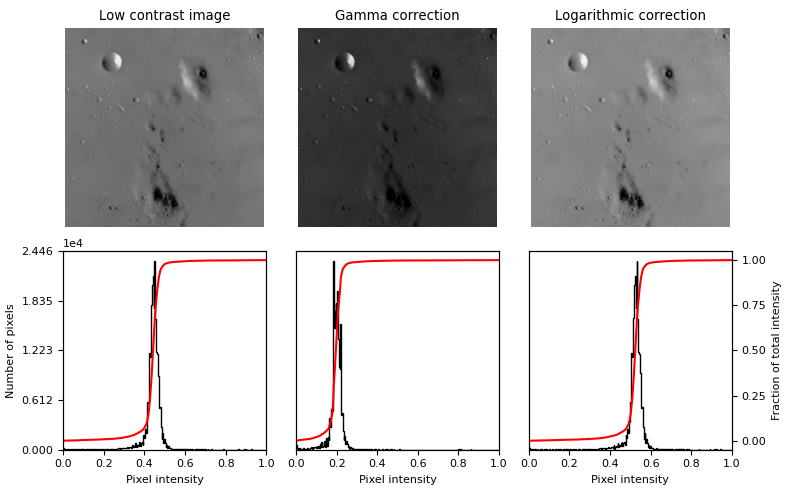 Low contrast image
Gamma correction
Logarithmic correction
1e4
2.446
1.835
1.223
0.612
0.000
Number of pixels
0.0 0.2 0.4 0.6 0.8 1.0
Pixel intensity
0.0 0.2 0.4 0.6 0.8 1.0
Pixel intensity
0.0 0.2 0.4 0.6 0.8 1.0
Pixel intensity
1.00
0.75
0.50
0.25
0.00
Fraction of total intensity